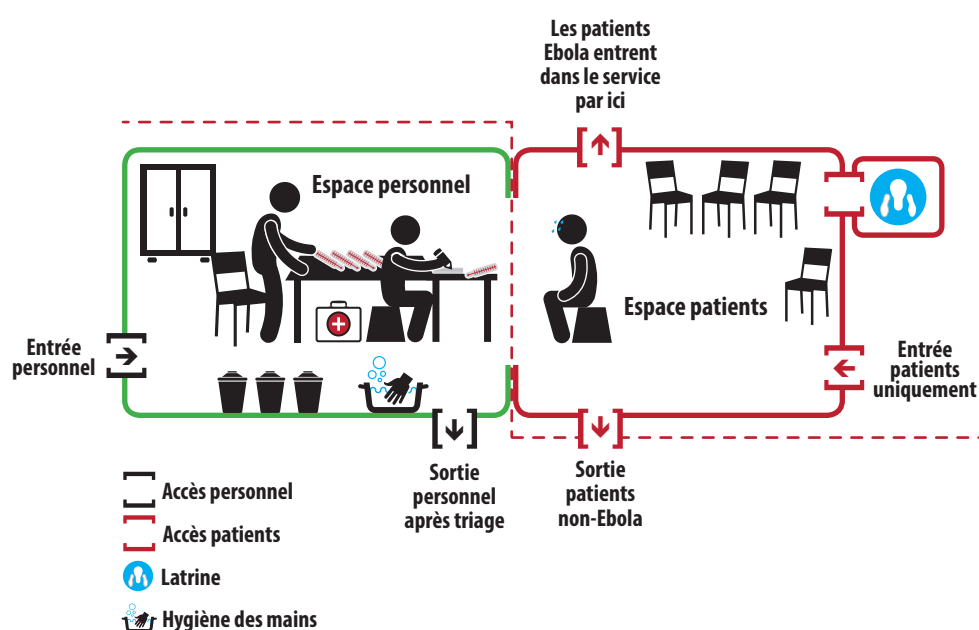 Les patients
Ebola entrent
dans le service
par ici
Espace personnel
Espace patients
Entrée
personnel
Entrée
patients
uniquement
Sortie
personnel
après triage
Sortie
patients
non-Ebola
Accès personnel
Accès patients
Latrine
Hygiène des mains